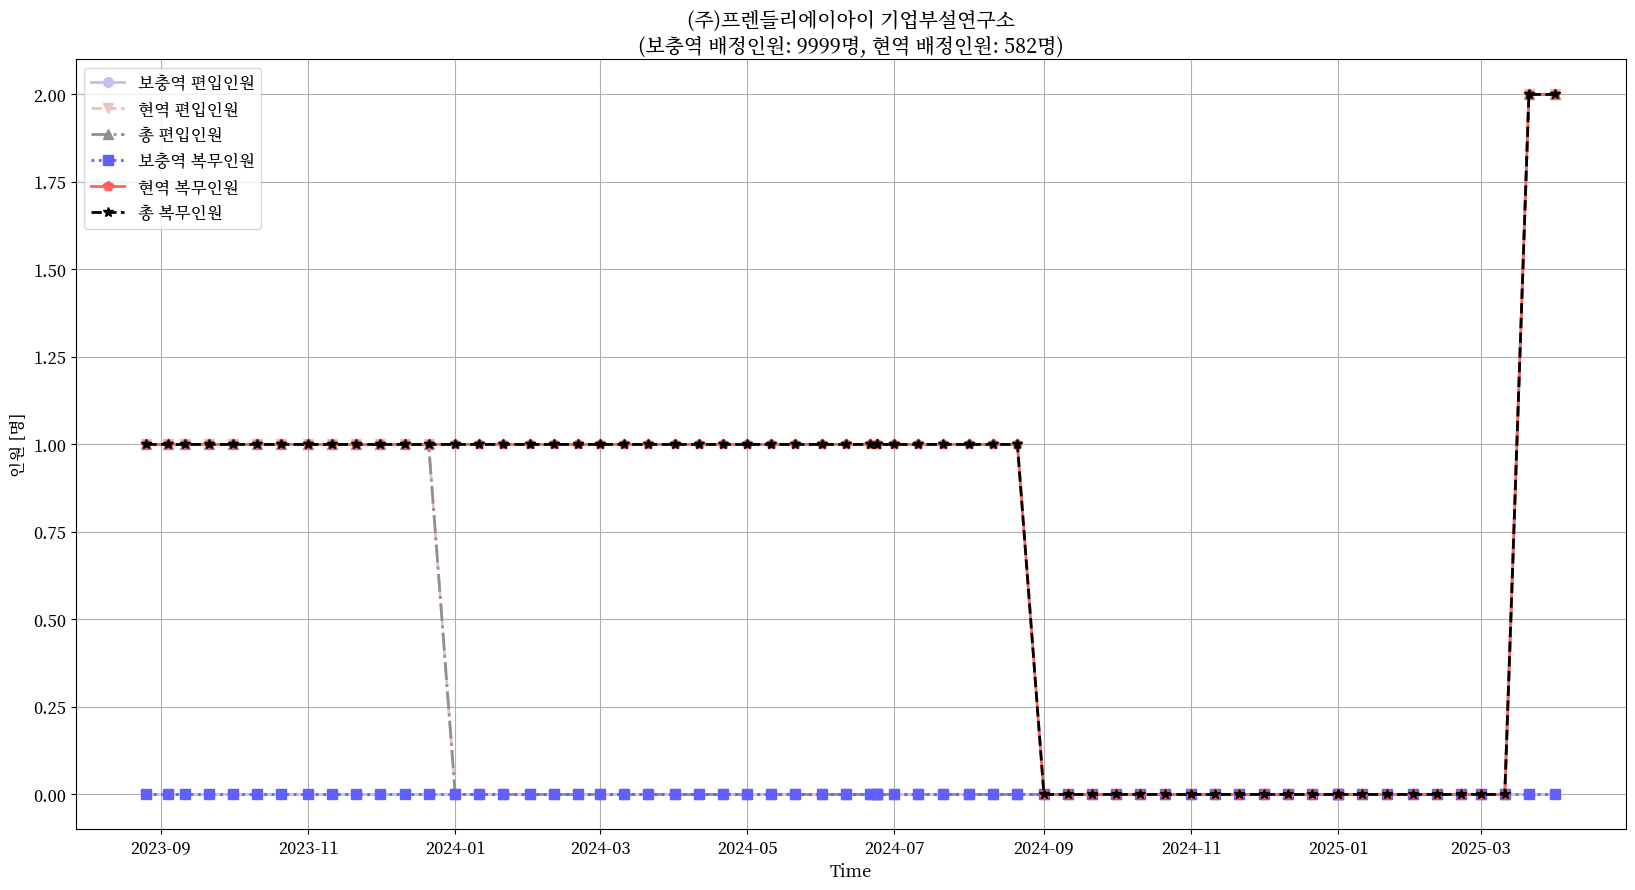 (주)프렌들리에이아이 기업부설연구소
(보충역 배정인원: 9999명, 현역 배정인원: 582명)
보충역 편입인원
현역 편입인원
총 편입인원
보충역 복무인원
현역 복무인원
총 복무인원
2.00
1.75
1.50
1.25
1.00
0.75
0.50
0.25
0.00
인원 [명]
2023-09 2023-11 2024-01 2024-03 2024-05 2024-07 2024-09 2024-11 2025-01 2025-03
Time